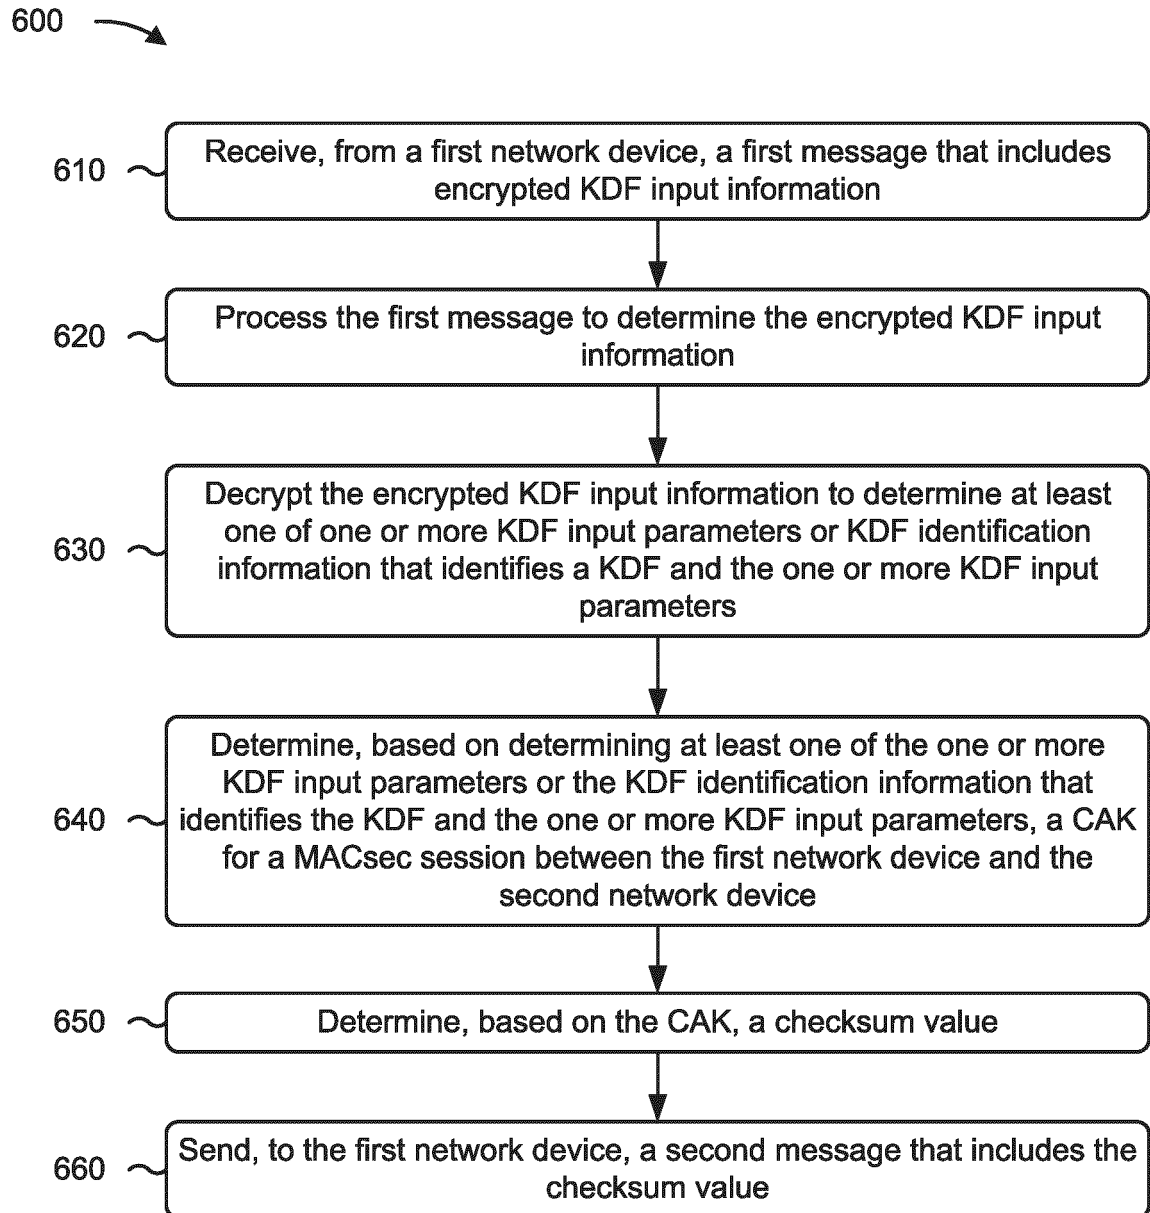 600
610
Receive, from a first network device, a first message that includes
encrypted KDF input information
620
Process the first message to determine the encrypted KDF input
information
630
Decrypt the encrypted KDF input information to determine at least
one of one or more KDF input parameters or KDF identification
information that identifies a KDF and the one or more KDF input
parameters
640
Determine, based on determining at least one of the one or more
KDF input parameters or the KDF identification information that
identifies the KDF and the one or more KDF input parameters, a CAK
for a MACsec session between the first network device and the
second network device
650
Determine, based on the CAK, a checksum value
660
Send, to the first network device, a second message that includes the
checksum value